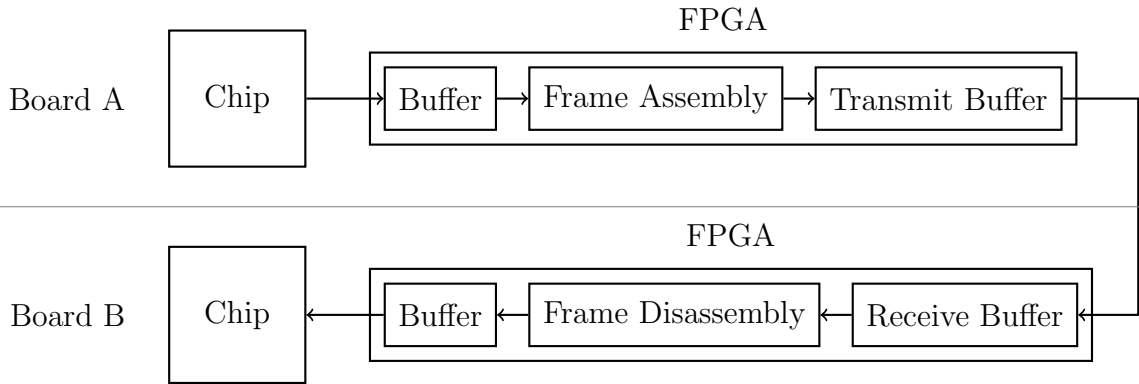 FPGA
Board A
Chip
Buffer
Frame Assembly
Transmit Buffer
FPGA
Board B
Chip
Buffer
Frame Disassembly
Receive Buffer